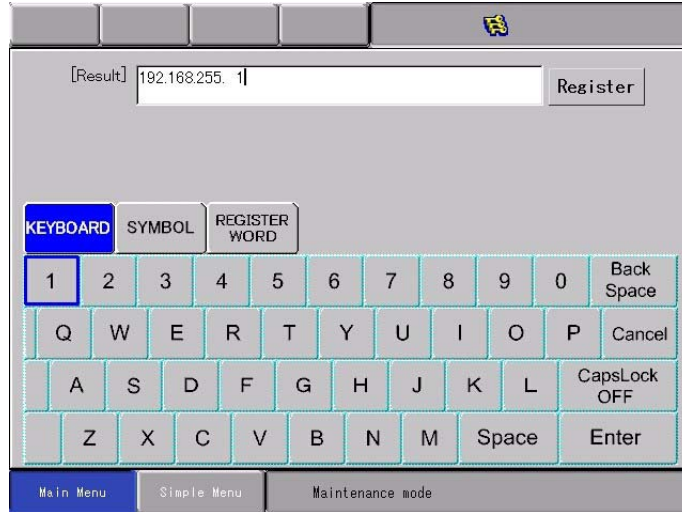 [Result] 192.168.255. 1 Register
KEYBOARD SYMBOL REGISTER
WORD
1 2 3 4 5 6 7 8 9 0 Back
Space
Q W E R T Y U I O P Cancel
A S D F G H J K L CapsLock
OFF
Z X C V B N M Space Enter
Main Menu Simple Menu Maintenance mode